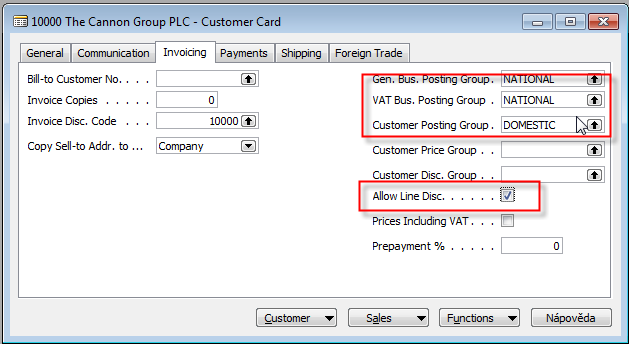 10000 The Cannon Group PLC - Customer Card
General Communication Invoicing Payments Shipping Foreign Trade
Bill-to Customer No. . . .
Invoice Copies . . . . . 0
Invoice Disc. Code . . . . 10000
Copy Sell-to Addr. to ... Company
Gen. Bus. Posting Group . NATIONAL
VAT Bus. Posting Group . NATIONAL
Customer Posting Group . DOMESTIC
Customer Price Group . .
Customer Disc. Group . .
Allow Line Disc. . . . . . .
Prices Including VAT . . .
Prepayment % . . . . . 0
Customer Sales Functions Nápověda